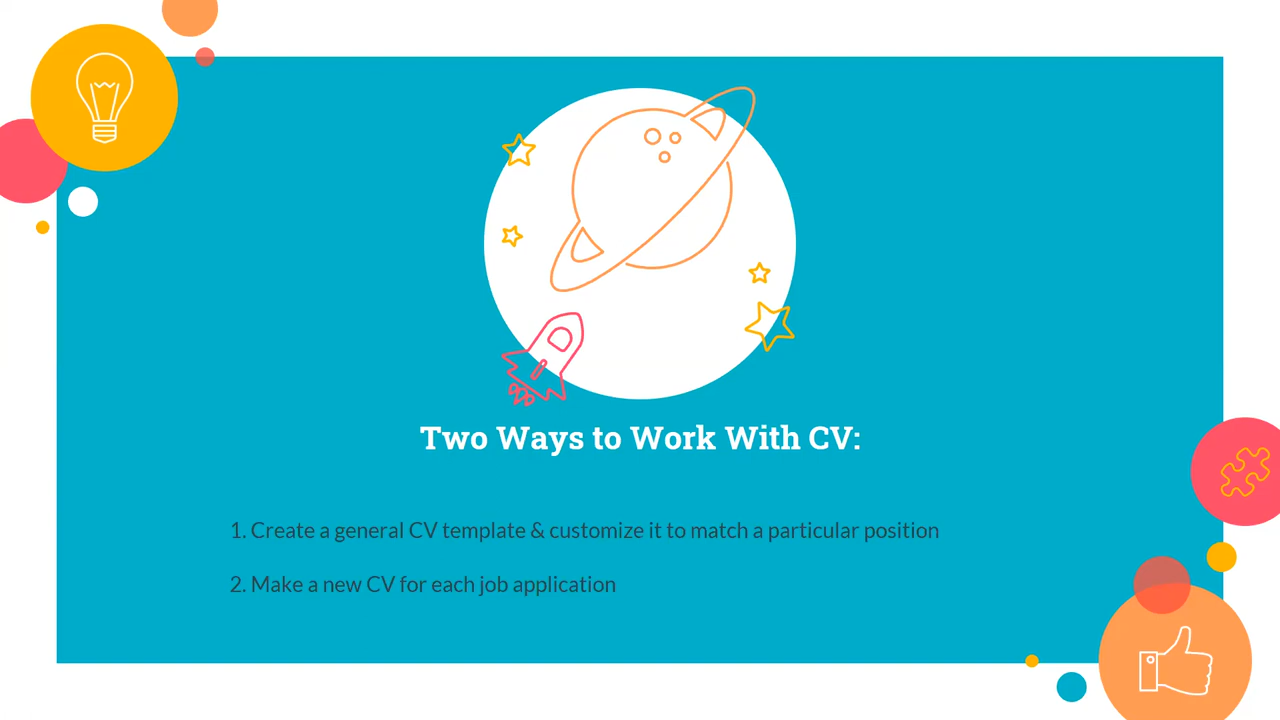 Two Ways to Work With CV:
1. Create a general CV template & customize it to match a particular position
2. Make a new CV for each job application